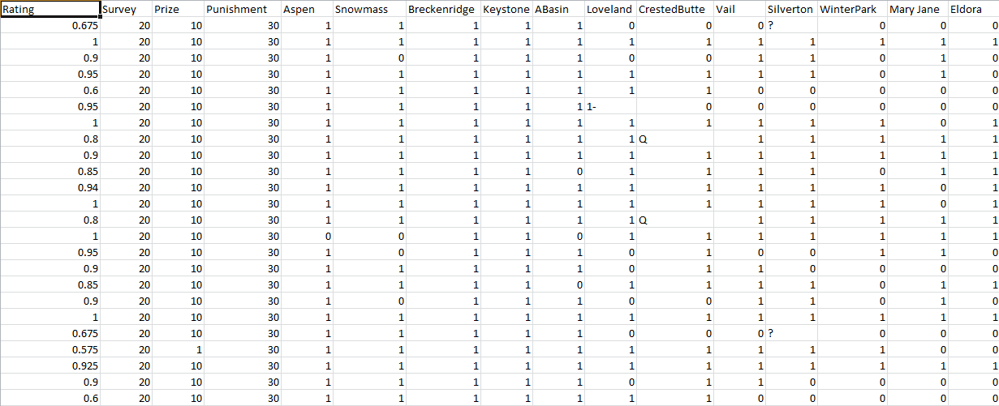 Rating Survey Prize Punishment Aspen Snowmass Breckenridge Keystone ABasin Loveland CrestedButte Vail Silverton WinterPark Mary Jane Eldora
0.675 20 10 30 1 1 1 1 1 0 0 0 ? 0 0 0
1 20 10 30 1 1 1 1 1 1 1 1 1 1 1 1
0.9 20 10 30 1 0 1 1 1 0 0 1 1 0 1 0
0.95 20 10 30 1 1 1 1 1 1 1 1 1 0 1 0
0.6 20 10 30 1 1 1 1 1 1 1 0 0 0 0 0
0.95 20 10 30 1 1 1 1 1 1- 0 0 0 0 0 0
1 20 10 30 1 1 1 1 1 1 1 1 1 1 0 1
0.8 20 10 30 1 1 1 1 1 1 Q 1 1 1 1 1
0.9 20 10 30 1 1 1 1 1 1 1 1 1 1 1 1
0.85 20 10 30 1 1 1 1 0 1 1 1 1 0 1 1
0.94 20 10 30 1 1 1 1 1 1 1 1 1 1 0 1
1 20 10 30 1 1 1 1 1 1 1 1 1 1 0 1
0.8 20 10 30 1 1 1 1 1 1 Q 1 1 1 1 1
1 20 10 30 0 0 1 1 0 1 1 1 1 1 1 1
0.95 20 10 30 1 0 1 1 1 0 1 0 0 1 1 0
0.9 20 10 30 1 1 1 1 1 0 1 1 0 0 0 0
0.85 20 10 30 1 1 1 1 0 1 1 1 1 0 1 1
0.9 20 10 30 1 0 1 1 1 0 0 1 1 0 1 0
1 20 10 30 1 1 1 1 1 1 1 1 1 1 1 1
0.675 20 10 30 1 1 1 1 1 0 0 0 ? 0 0 0
0.575 20 1 30 1 1 1 1 1 1 1 1 1 1 0 0
0.925 20 10 30 1 1 1 1 1 1 1 1 1 1 1 1
0.9 20 10 30 1 1 1 1 1 0 1 1 0 0 0 0
0.6 20 10 30 1 1 1 1 1 1 1 0 0 0 0 0